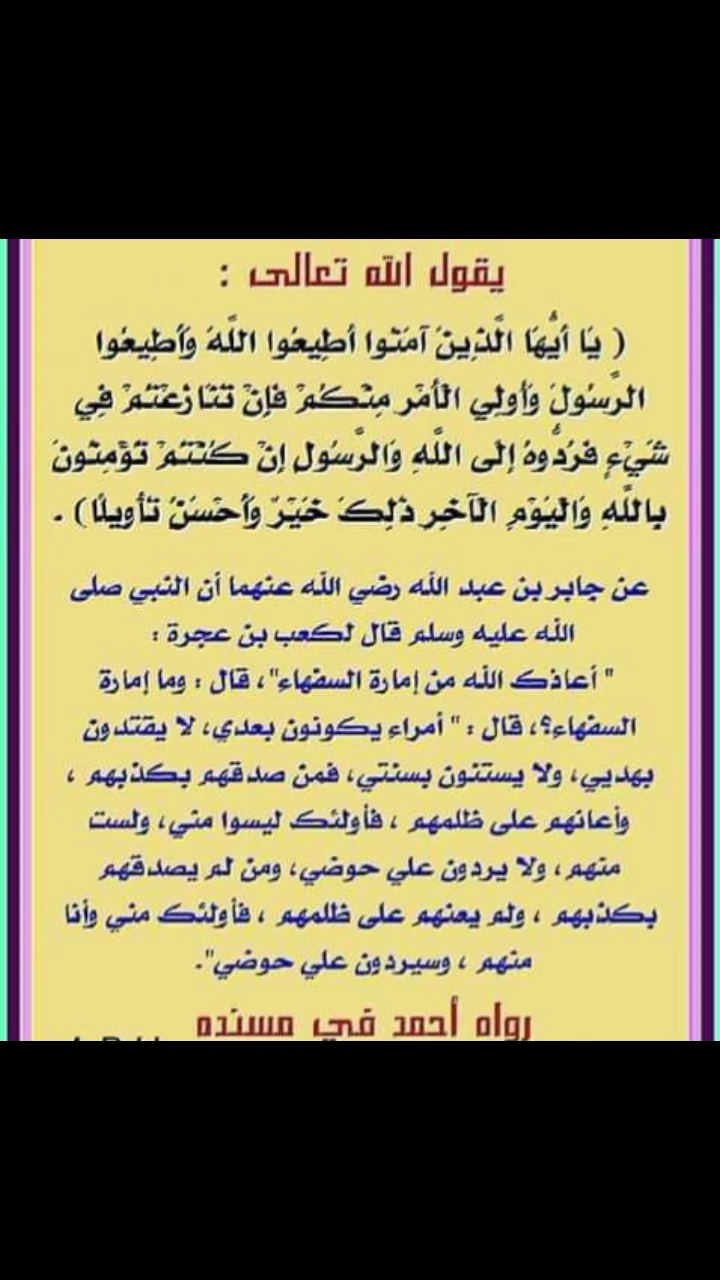 يقول الله تعالى :
( يَا أَيُّهَا الَّذِينَ آمَنُوا أَطِيعُوا اللَّهَ وَأَطِيعُوا
الرَّسُولَ وَأُولِي الْأَمْرِ مِنْكُمْ فَإِنْ تَنَازَعْتُمْ فِي
شَيْءٍ فَرُدُّوهُ إِلَى اللَّهِ وَالرَّسُولِ إِنْ كُنْتُمْ تُؤْمِنُونَ
بِاللَّهِ وَالْيَوْمِ الْآخِرِ ذَلِكَ خَيْرٌ وَأَحْسَنُ تَأْوِيلًا ) .
عن جابر بن عبد الله رضي الله عنهما أن النبي صلى
الله عليه وسلم قال لكعب بن عجرة :
" أعاذك الله من إمارة السفهاء"، قال : وما إمارة
السفهاء؟، قال : " أمراء يكونون بعدي، لا يقتدون
بهديي، ولا يستنون بسنتي، فمن صدقهم بكذبهم ،
وأعانهم على ظلمهم ، فأولئك ليسوا مني، ولست
منهم، ولا يردون علي حوضي، ومن لم يصدقهم
بكذبهم ، ولم يعنهم على ظلمهم ، فأولئك مني وأنا
منهم ، وسيردون علي حوضي".
رواه أحمد في مسنده